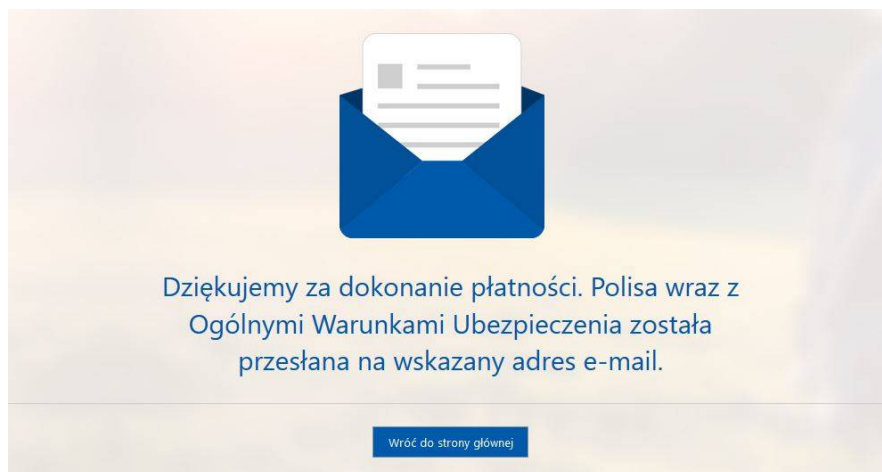 Dziękujemy za dokonanie płatności. Polisa wraz z
Ogólnymi Warunkami Ubezpieczenia została
przesłana na wskazany adres e-mail.
Wróć do strony głównej